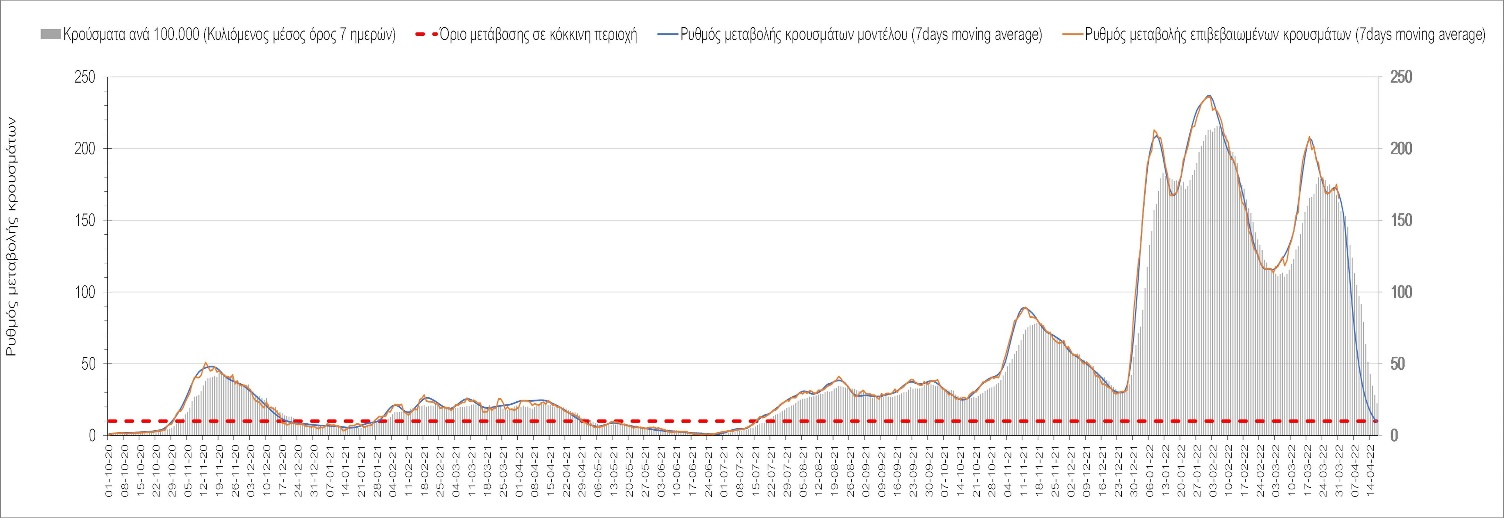 Κρούσματα ανά 100.000 (Κυλιόμενος μέσος όρος 7 ημερών) Όριο μετάβασης σε κόκκινη περιοχή Ρυθμός μεταβολής κρουσμάτων μοντέλου (7days moving average) Ρυθμός μεταβολής επιβεβαιωμένων κρουσμάτων (7days moving average)
Ρυθμός μεταβολής κρουσμάτων
250 250
200 200
150 150
100 100
50 50
0 0
01-10-20 08-10-20 15-10-20 22-10-20 29-10-20 05-11-20 12-11-20 19-11-20 26-11-20 03-12-20 10-12-20 17-12-20 24-12-20 31-12-20 07-01-21 14-01-21 21-01-21 28-01-21 04-02-21 11-02-21 18-02-21 25-02-21 04-03-21 11-03-21 18-03-21 25-03-21 01-04-21 08-04-21 15-04-21 22-04-21 29-04-21 06-05-21 13-05-21 20-05-21 27-05-21 03-06-21 10-06-21 17-06-21 24-06-21 01-07-21 08-07-21 15-07-21 22-07-21 29-07-21 05-08-21 12-08-21 19-08-21 26-08-21 02-09-21 09-09-21 16-09-21 23-09-21 30-09-21 07-10-21 14-10-21 21-10-21 28-10-21 04-11-21 11-11-21 18-11-21 25-11-21 02-12-21 09-12-21 16-12-21 23-12-21 30-12-21 06-01-22 13-01-22 20-01-22 27-01-22 03-02-22 10-02-22 17-02-22 24-02-22 03-03-22 10-03-22 17-03-22 24-03-22 31-03-22 07-04-22 14-04-22